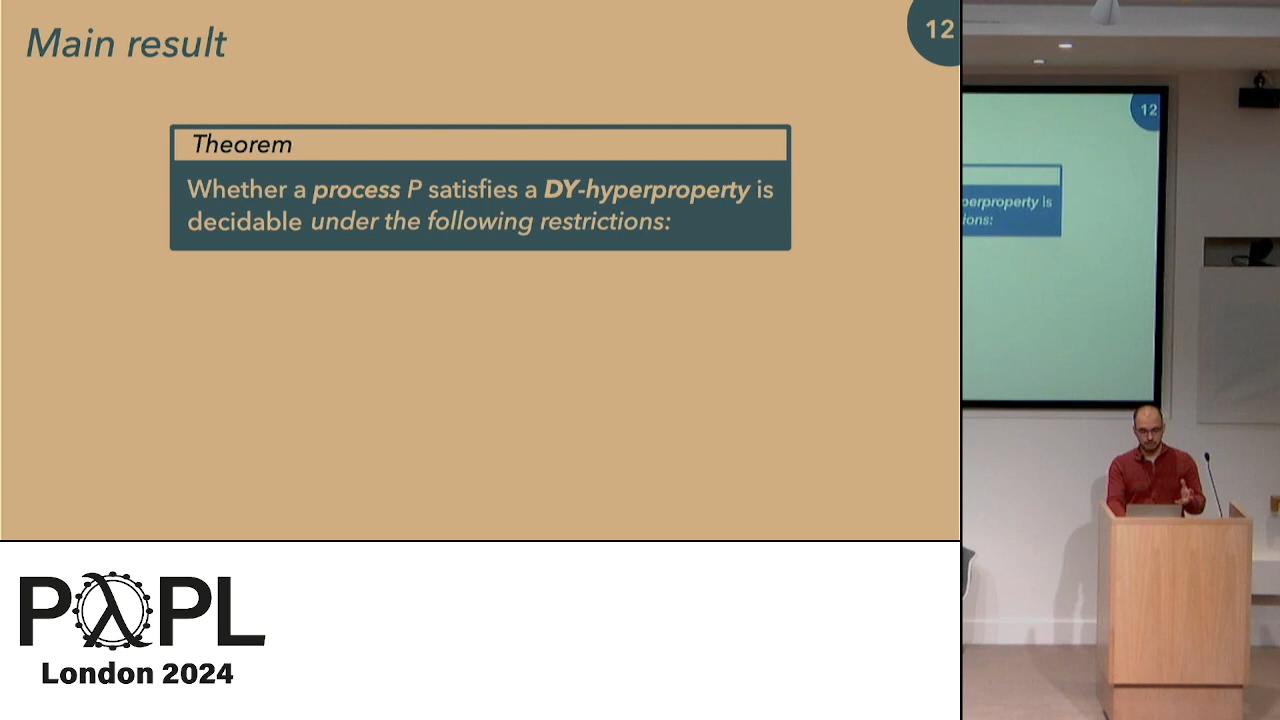 Main result
12
Theorem
Whether a process P satisfies a DY-hyperproperty is
decidable under the following restrictions:
12
perproperty is
ions:
POPL
London 2024